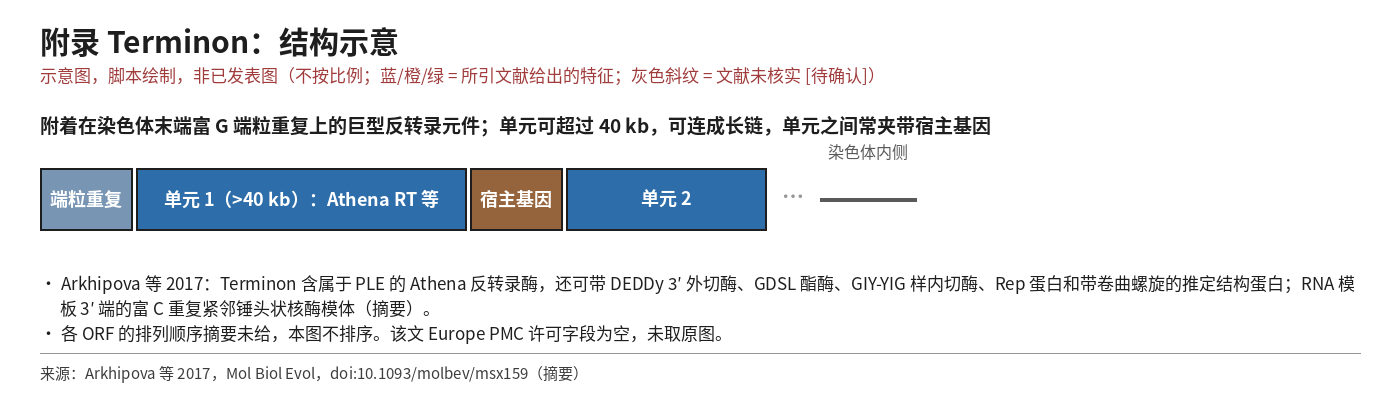 附录 Terminon：结构示意
示意图，脚本绘制，非已发表图（不按比例；蓝/橙/绿 = 所引文献给出的特征；灰色斜纹 = 文献未核实 [待确认]）
附着在染色体末端富 G 端粒重复上的巨型反转录元件；单元可超过 40 kb，可连成长链，单元之间常夹带宿主基因
染色体内侧
端粒重复
单元 1（>40 kb）：Athena RT 等
宿主基因
单元 2
…
• Arkhipova 等 2017：Terminon 含属于 PLE 的 Athena 反转录酶，还可带 DEDDy 3′ 外切酶、GDSL 酯酶、GIY-YIG 样内切酶、Rep 蛋白和带卷曲螺旋的推定结构蛋白；RNA 模
板 3′ 端的富 C 重复紧邻锤头状核酶模体（摘要）。
• 各 ORF 的排列顺序摘要未给，本图不排序。该文 Europe PMC 许可字段为空，未取原图。
来源：Arkhipova 等 2017，Mol Biol Evol，doi:10.1093/molbev/msx159（摘要）